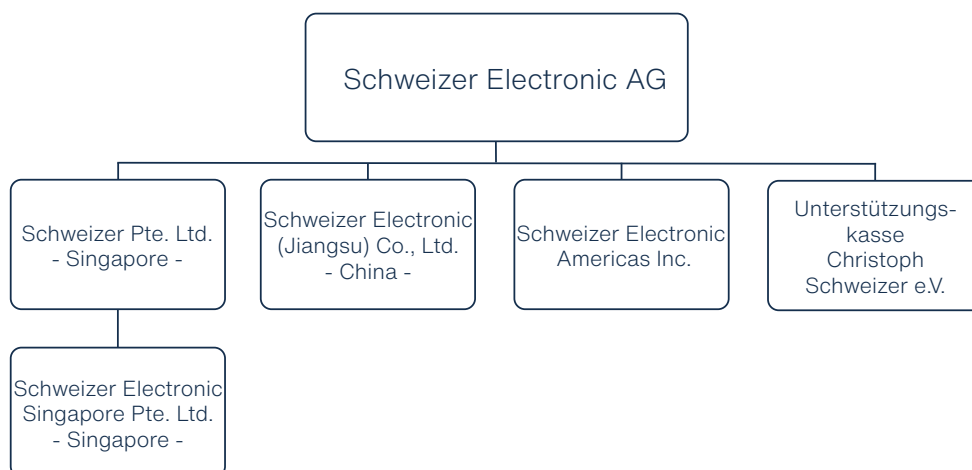 Schweizer Electronic AG
Schweizer Pte. Ltd.
- Singapore -
Schweizer Electronic
(Jiangsu) Co., Ltd.
- China -
Schweizer Electronic
Americas Inc.
Unterstützungs-
kasse
Christoph
Schweizer e.V.
Schweizer Electronic
Singapore Pte. Ltd.
- Singapore -